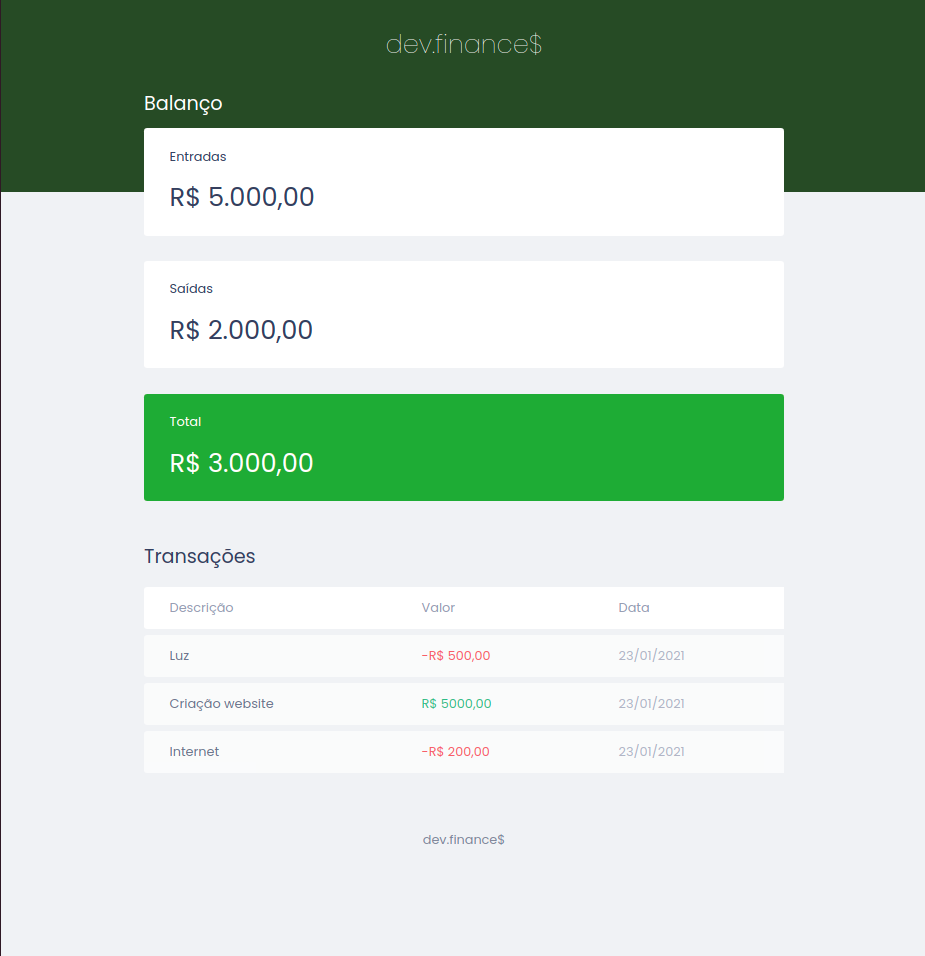 dev.finance$
Balanço
Entradas
R$ 5.000,00
Saídas
R$ 2.000,00
Total
R$ 3.000,00
Transações
Descrição Valor Data
Luz -R$ 500,00 23/01/2021
Criação website R$ 5000,00 23/01/2021
Internet -R$ 200,00 23/01/2021
dev.finance$